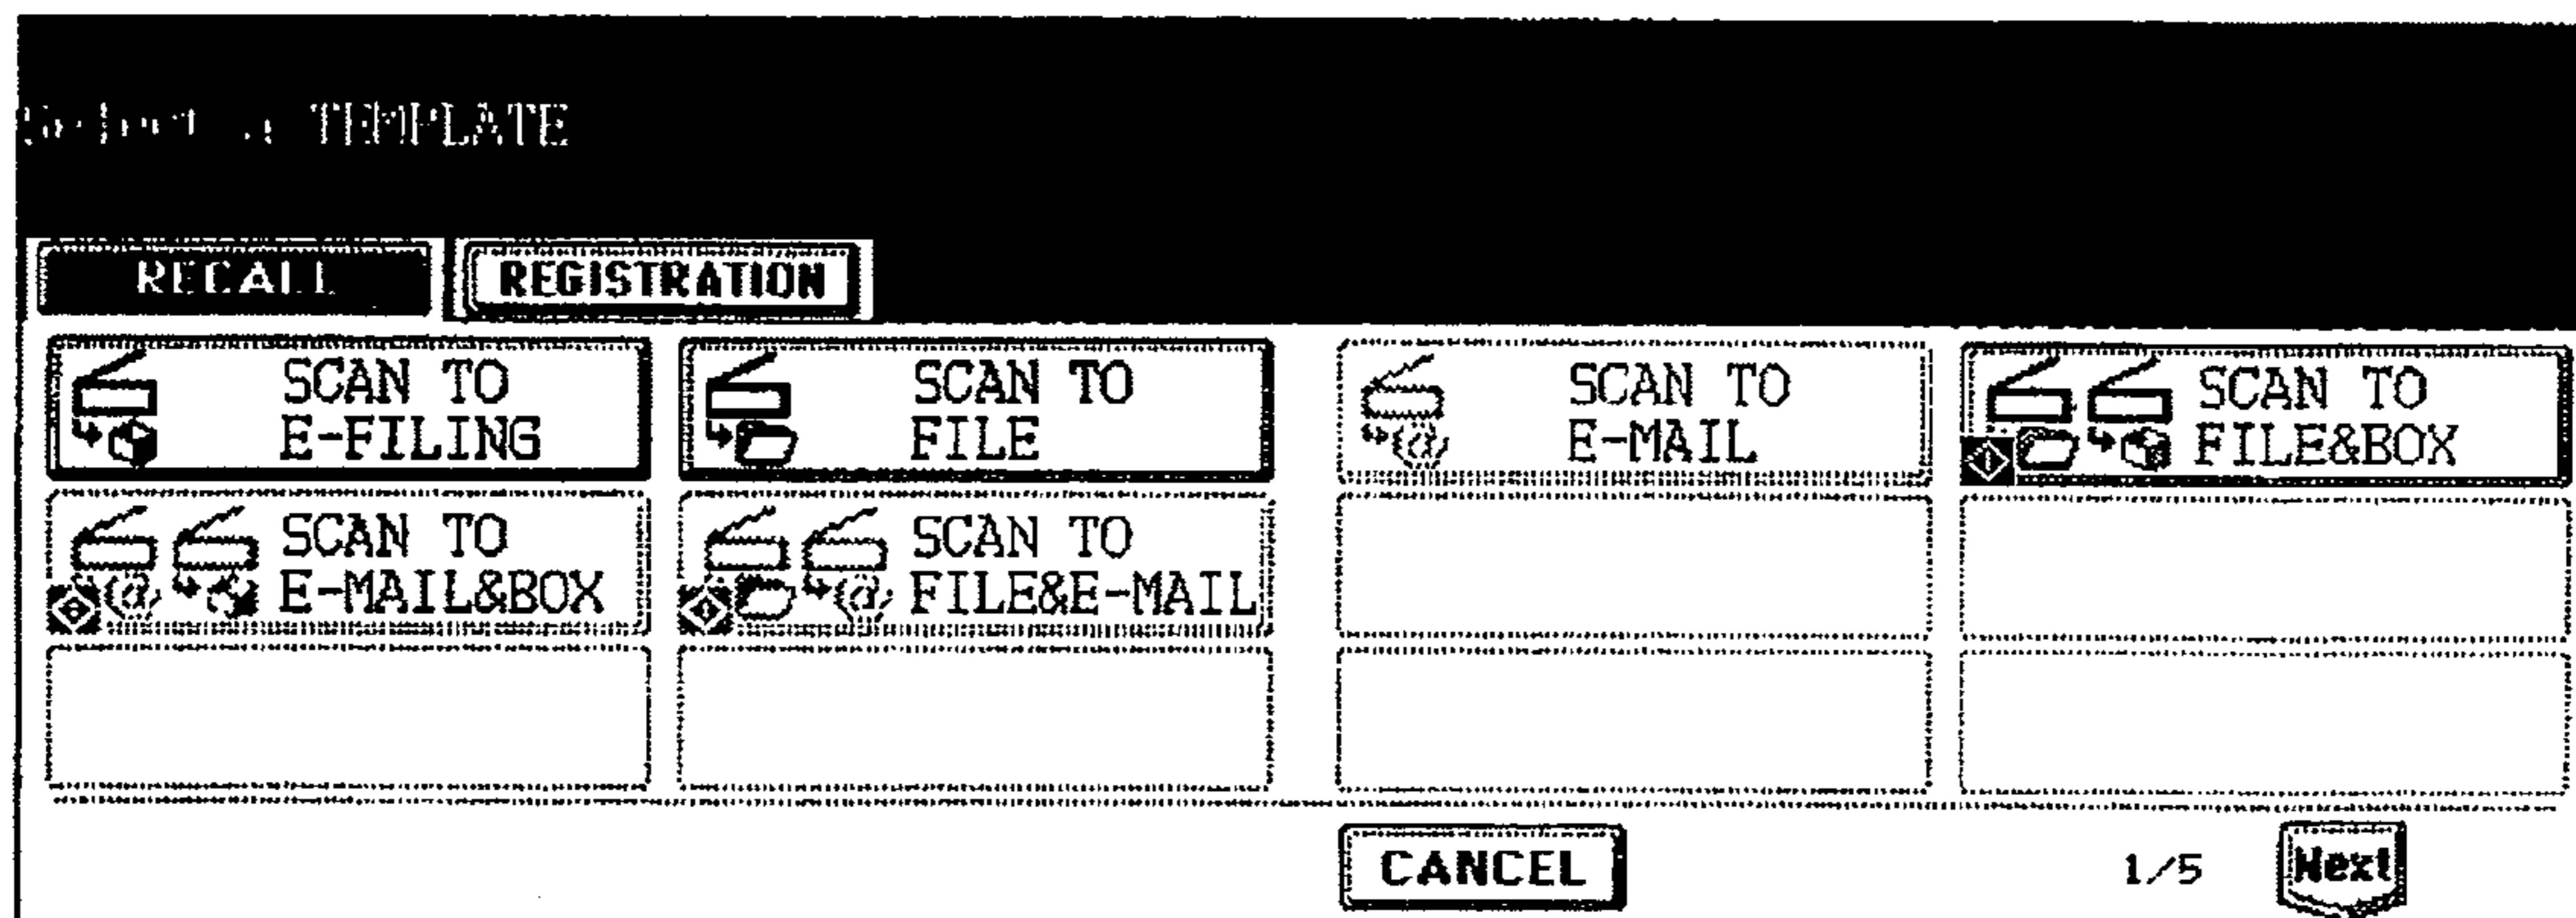 Select a TEMPLATE
RECALL
REGISTRATION
SCAN TO
E-FILING
SCAN TO
FILE
SCAN TO
E-MAIL
SCAN TO
FILE&BOX
SCAN TO
E-MAIL&BOX
SCAN TO
FILE&E-MAIL
CANCEL
1/5
Next